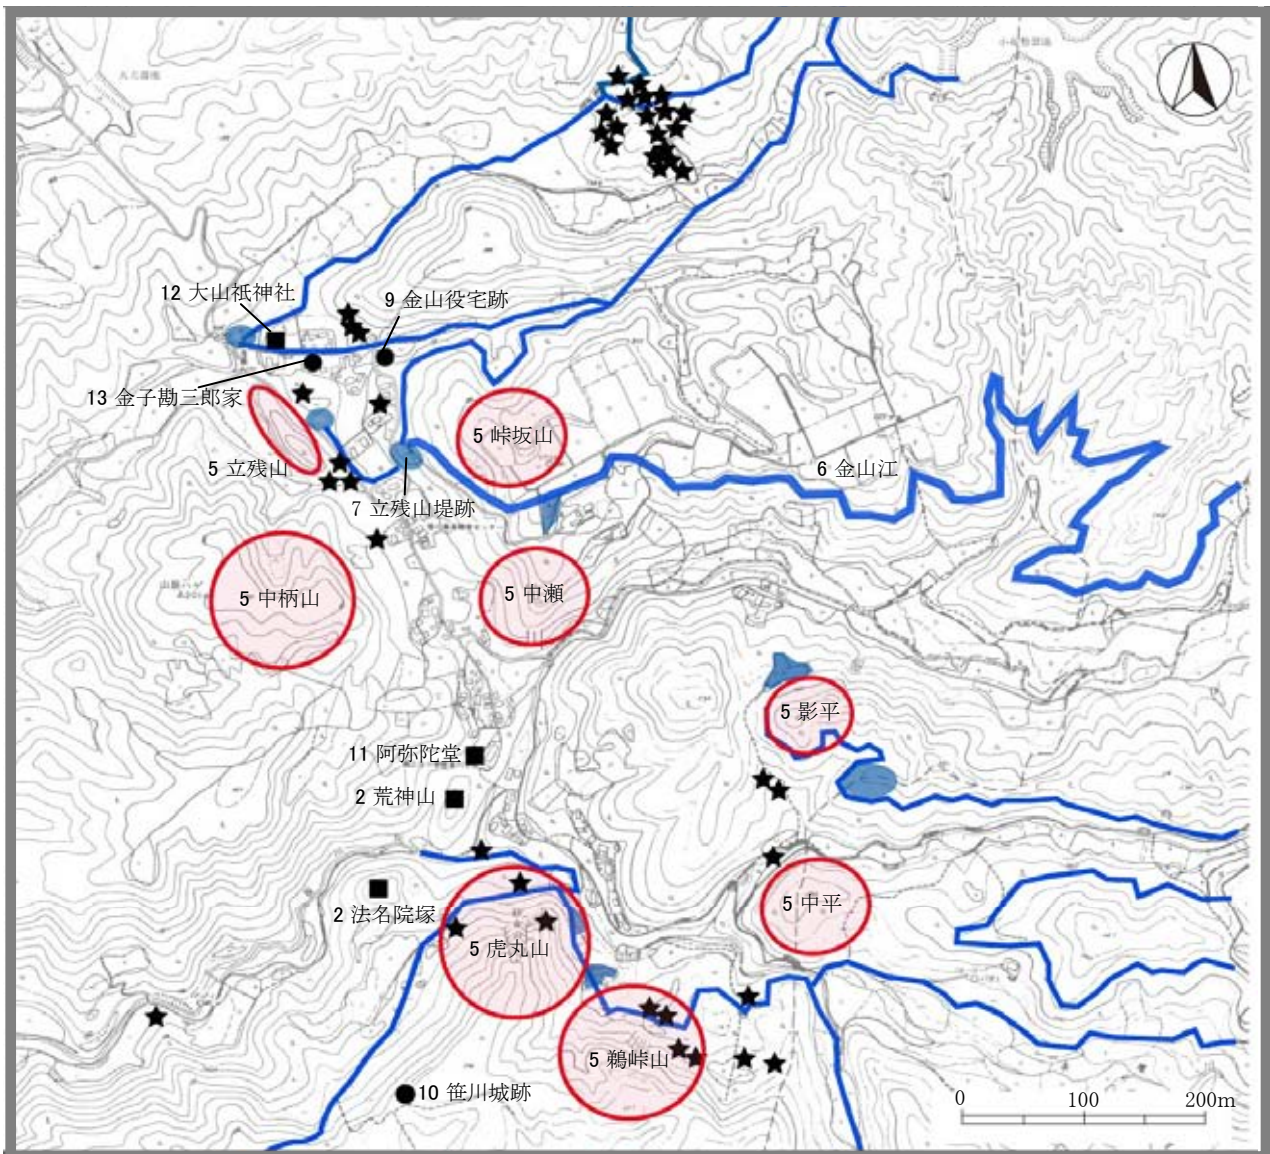 12 大山祇神社
9 金山役宅跡
13 金子勘三郎家
5 峠坂山
5 立残山
6 金山江
7 立残山堤跡
5 中柄山
5 中瀬
5 影平
11 阿弥陀堂
2 荒神山
2 法名院塚
5 中平
5 虎丸山
5 鵜峠山
10 笹川城跡
0 100 200m